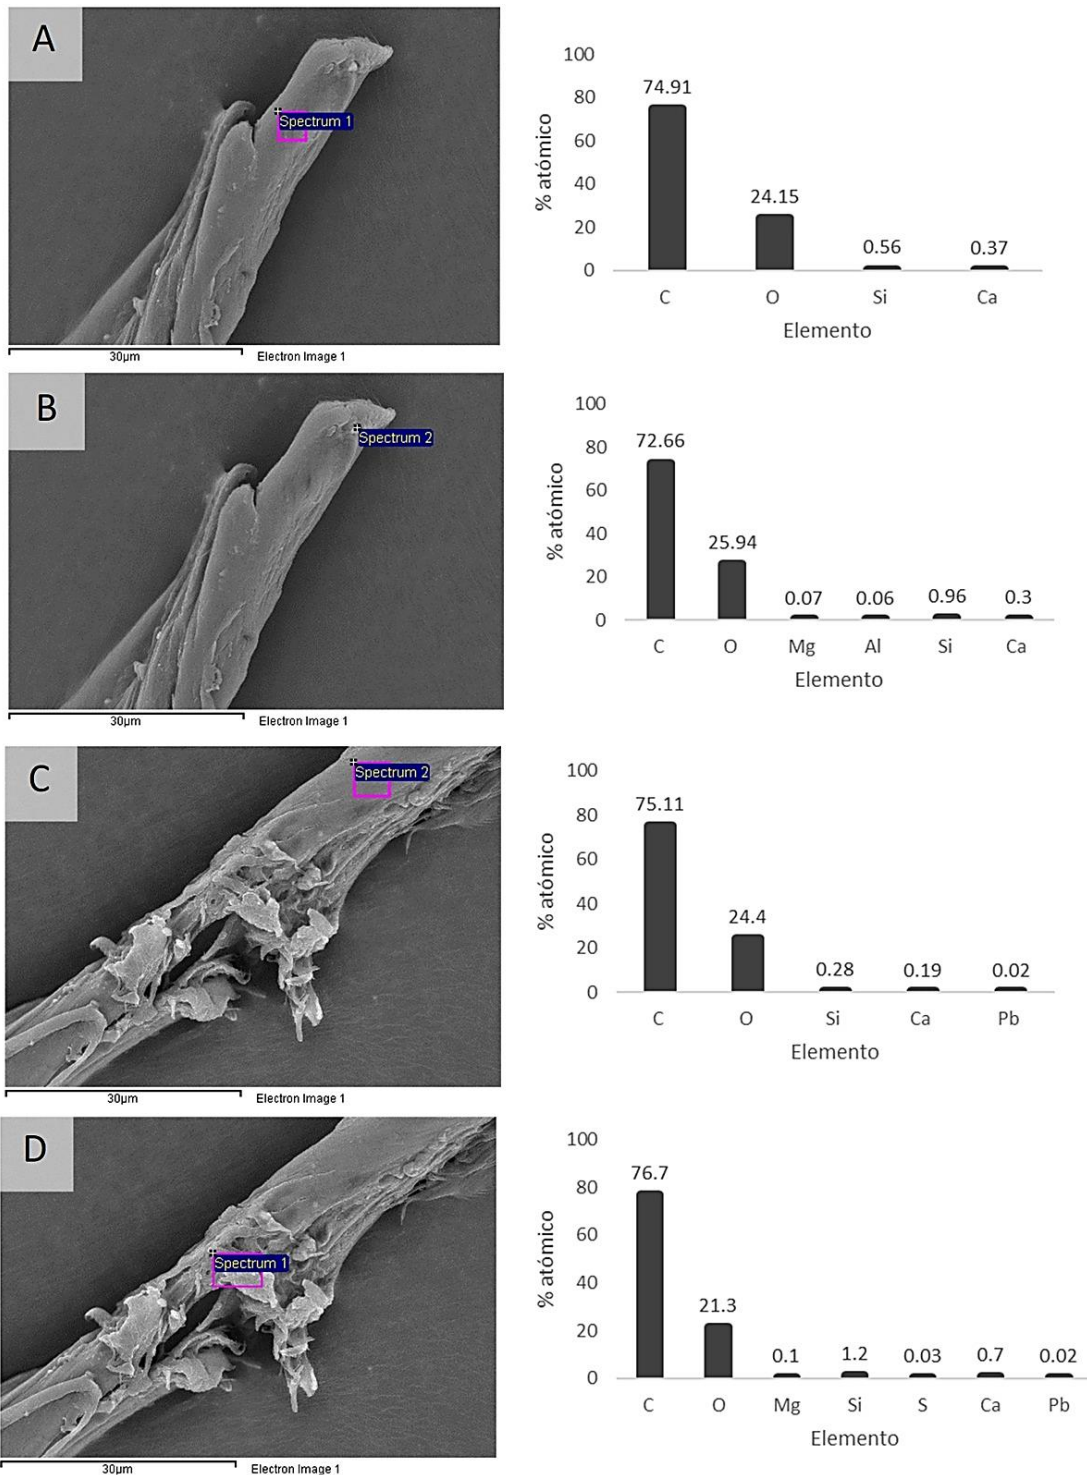 A
Spectrum 1
30µm
Electron Image 1
% atómico
100
80
60
40
20
0
74.91
24.15
0.56
0.37
C O Si Ca
Elemento
B
Spectrum 2
30µm
Electron Image 1
% atómico
100
80
60
40
20
0
72.66
25.94
0.07
0.06
0.96
0.3
C O Mg Al Si Ca
Elemento
C
Spectrum 2
30µm
Electron Image 1
% atómico
100
80
60
40
20
0
75.11
24.4
0.28
0.19
0.02
C O Si Ca Pb
Elemento
D
Spectrum 1
30µm
Electron Image 1
% atómico
100
80
60
40
20
0
76.7
21.3
0.1
1.2
0.03
0.7
0.02
C O Mg Si S Ca Pb
Elemento